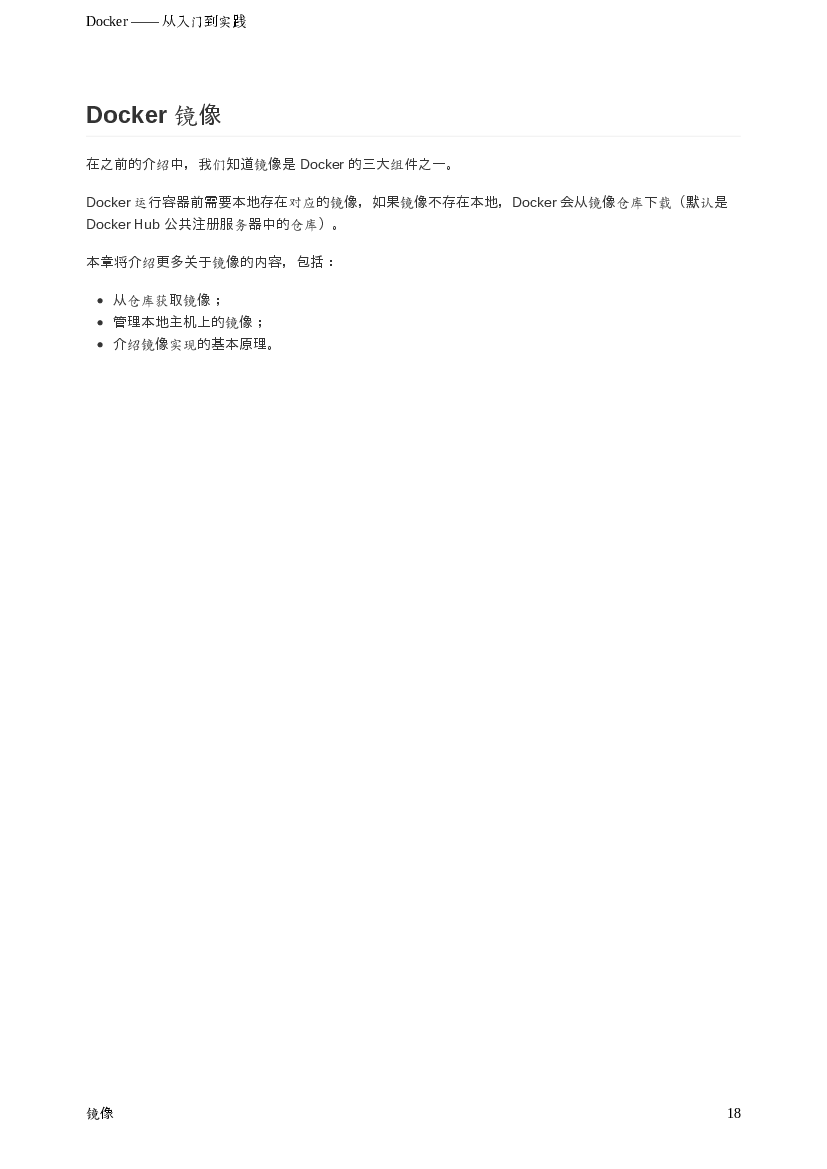 Docker —— 从入门到实践
Docker 镜像
在之前的介绍中，我们知道镜像是 Docker 的三大组件之一。
Docker 运行容器前需要本地存在对应的镜像，如果镜像不存在本地，Docker 会从镜像仓库下载（默认是
Docker Hub 公共注册服务器中的仓库）。
本章将介绍更多关于镜像的内容，包括：
• 从仓库获取镜像；
• 管理本地主机上的镜像；
• 介绍镜像实现的基本原理。
镜像 18